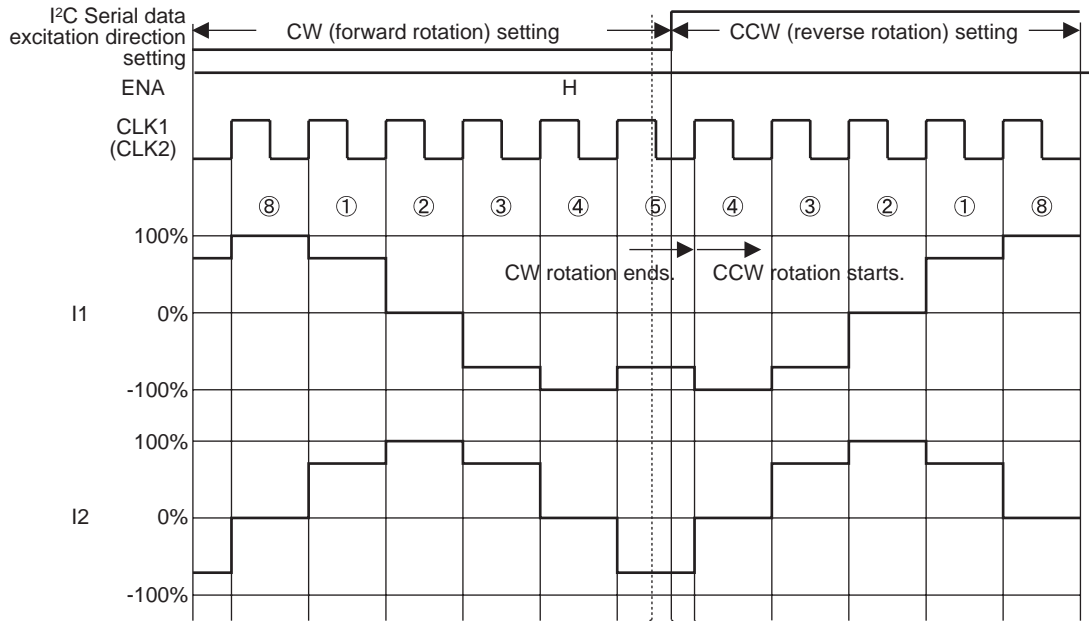 I²C Serial data
excitation direction
setting
CW (forward rotation) setting
CCW (reverse rotation) setting
ENA
H
CLK1
(CLK2)
⑧ ① ② ③ ④ ⑤ ④ ③ ② ① ⑧
100%
CW rotation ends.
CCW rotation starts.
I1
0%
-100%
100%
I2
0%
-100%